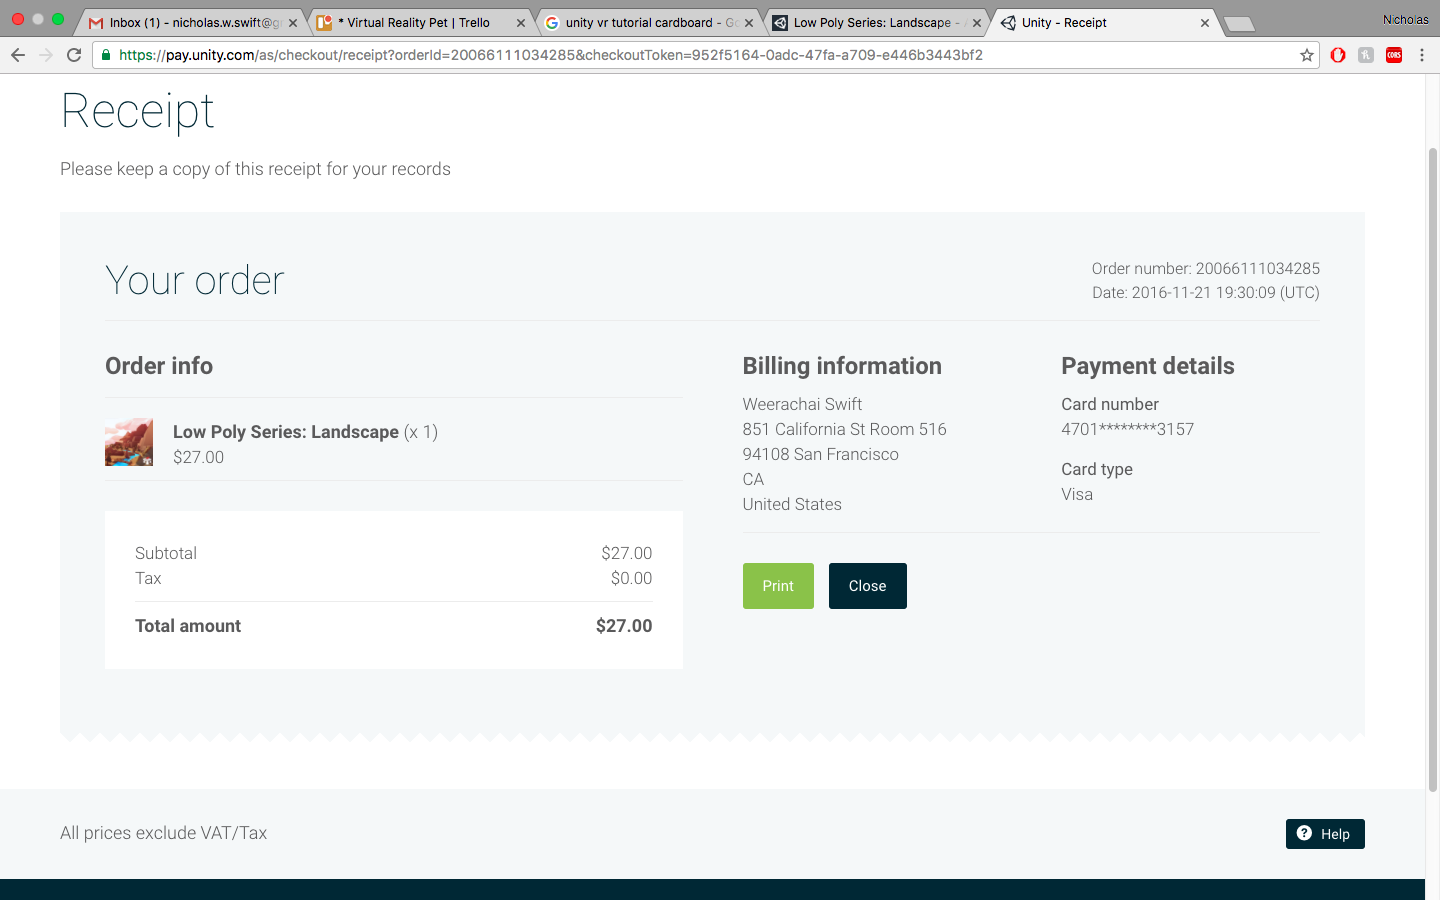 Inbox (1) - nicholas.w.swift@g
* Virtual Reality Pet | Trello
unity vr tutorial cardboard - Go
Low Poly Series: Landscape - A
Unity - Receipt
Nicholas
https://pay.unity.com/as/checkout/receipt?orderId=20066111034285&checkoutToken=952f5164-0adc-47fa-a709-e446b3443bf2
CORS
Receipt
Please keep a copy of this receipt for your records
Your order
Order number: 20066111034285
Date: 2016-11-21 19:30:09 (UTC)
Order info
Low Poly Series: Landscape (x 1)
$27.00
Subtotal $27.00
Tax $0.00
Total amount $27.00
Billing information
Weerachai Swift
851 California St Room 516
94108 San Francisco
CA
United States
Payment details
Card number
4701********3157
Card type
Visa
Print
Close
All prices exclude VAT/Tax
Help